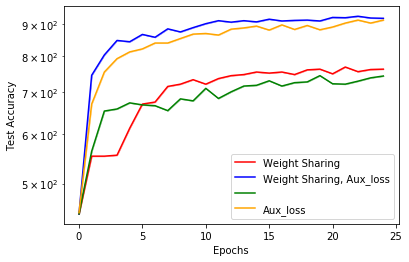 9 × 10²
8 × 10²
7 × 10²
6 × 10²
5 × 10²
Test Accuracy
Weight Sharing
Weight Sharing, Aux_loss
Aux_loss
0 5 10 15 20 25
Epochs